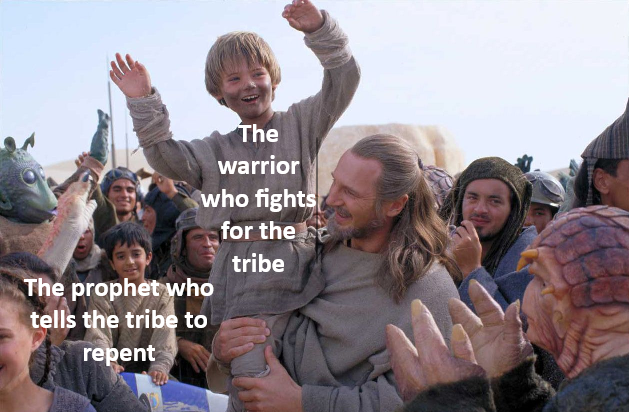 The
warrior
who fights
for the
tribe
The prophet who
tells the tribe to
repent